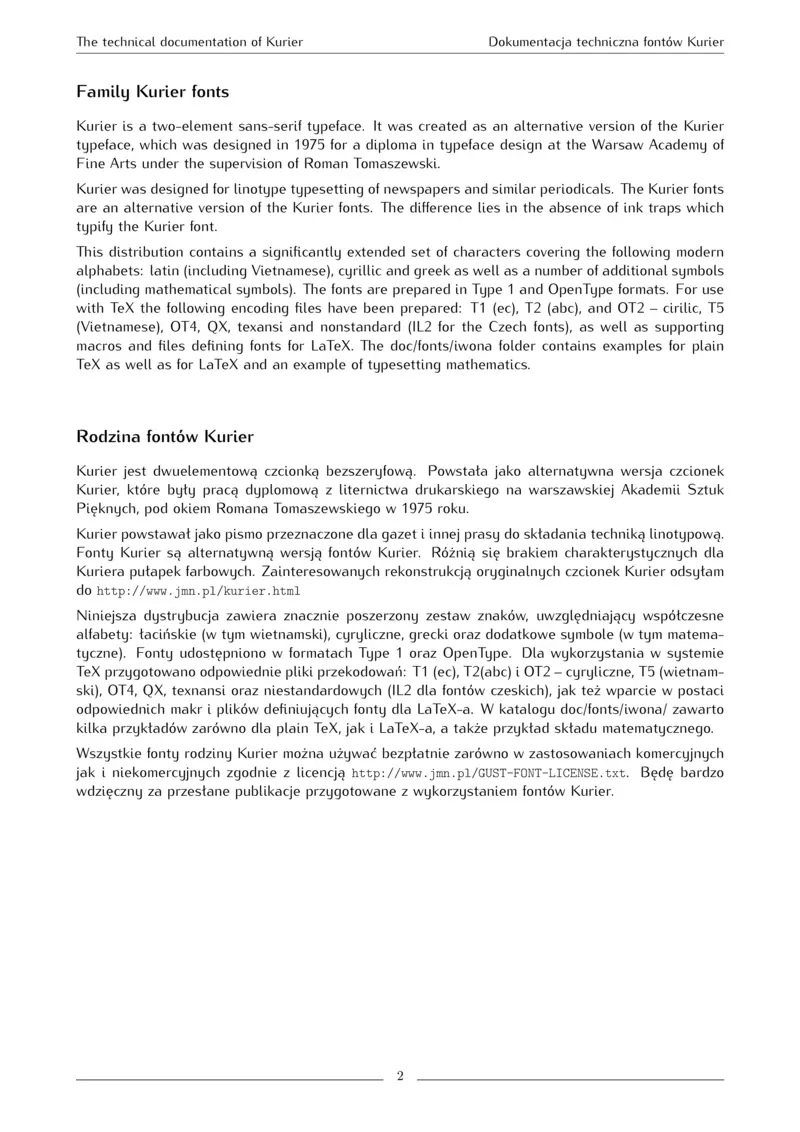 The technical documentation of Kurier Dokumentacja techniczna fontów Kurier
Family Kurier fonts
Kurier is a two-element sans-serif typeface. It was created as an alternative version of the Kurier
typeface, which was designed in 1975 for a diploma in typeface design at the Warsaw Academy of
Fine Arts under the supervision of Roman Tomaszewski.
Kurier was designed for linotype typesetting of newspapers and similar periodicals. The Kurier fonts
are an alternative version of the Kurier fonts. The difference lies in the absence of ink traps which
typify the Kurier font.
This distribution contains a significantly extended set of characters covering the following modern
alphabets: latin (including Vietnamese), cyrillic and greek as well as a number of additional symbols
(including mathematical symbols). The fonts are prepared in Type 1 and OpenType formats. For use
with TeX the following encoding files have been prepared: T1 (ec), T2 (abc), and OT2 – cirilic, T5
(Vietnamese), OT4, QX, texansi and nonstandard (IL2 for the Czech fonts), as well as supporting
macros and files defining fonts for LaTeX. The doc/fonts/iwona folder contains examples for plain
TeX as well as for LaTeX and an example of typesetting mathematics.
Rodzina fontów Kurier
Kurier jest dwuelementową czcionką bezszeryfową. Powstała jako alternatywna wersja czcionek
Kurier, które były pracą dyplomową z liternictwa drukarskiego na warszawskiej Akademii Sztuk
Pięknych, pod okiem Romana Tomaszewskiego w 1975 roku.
Kurier powstawał jako pismo przeznaczone dla gazet i innej prasy do składania techniką linotypową.
Fonty Kurier są alternatywną wersją fontów Kurier. Różnią się brakiem charakterystycznych dla
Kuriera pułapek farbowych. Zainteresowanych rekonstrukcją oryginalnych czcionek Kurier odsyłam
do http://www.jmn.pl/kurier.html
Niniejsza dystrybucja zawiera znacznie poszerzony zestaw znaków, uwzględniający współczesne
alfabety: łacińskie (w tym wietnamski), cyryliczne, grecki oraz dodatkowe symbole (w tym matema-
tyczne). Fonty udostępniono w formatach Type 1 oraz OpenType. Dla wykorzystania w systemie
TeX przygotowano odpowiednie pliki przekodowań: T1 (ec), T2(abc) i OT2 – cyryliczne, T5 (wietnam-
ski), OT4, QX, texnansi oraz niestandardowych (IL2 dla fontów czeskich), jak też wparcie w postaci
odpowiednich makr i plików definiujących fonty dla LaTeX-a. W katalogu doc/fonts/iwona/ zawarto
kilka przykładów zarówno dla plain TeX, jak i LaTeX-a, a także przykład składu matematycznego.
Wszystkie fonty rodziny Kurier można używać bezpłatnie zarówno w zastosowaniach komercyjnych
jak i niekomercyjnych zgodnie z licencją http://www.jmn.pl/GUST-FONT-LICENSE.txt. Będę bardzo
wdzięczny za przesłane publikacje przygotowane z wykorzystaniem fontów Kurier.
2